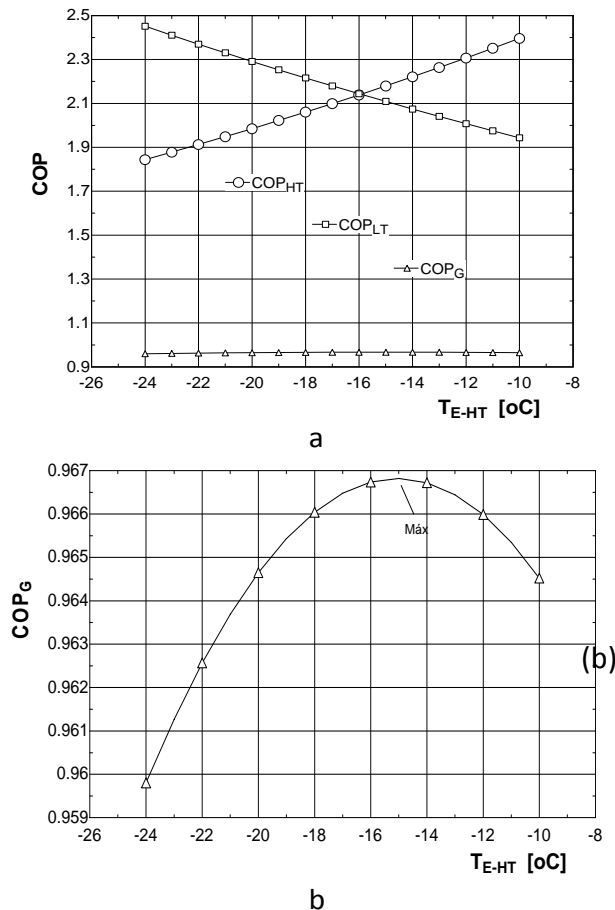 2.5
2.3
2.1
1.9
1.7
1.5
1.3
1.1
0.9
COP
COP_HT
COP_LT
COP_G
-26 -24 -22 -20 -18 -16 -14 -12 -10 -8
T_E-HT [oC]
a
0.967
0.966
0.965
0.964
0.963
0.962
0.961
0.96
0.959
COP_G
Máx
(b)
-26 -24 -22 -20 -18 -16 -14 -12 -10 -8
T_E-HT [oC]
b